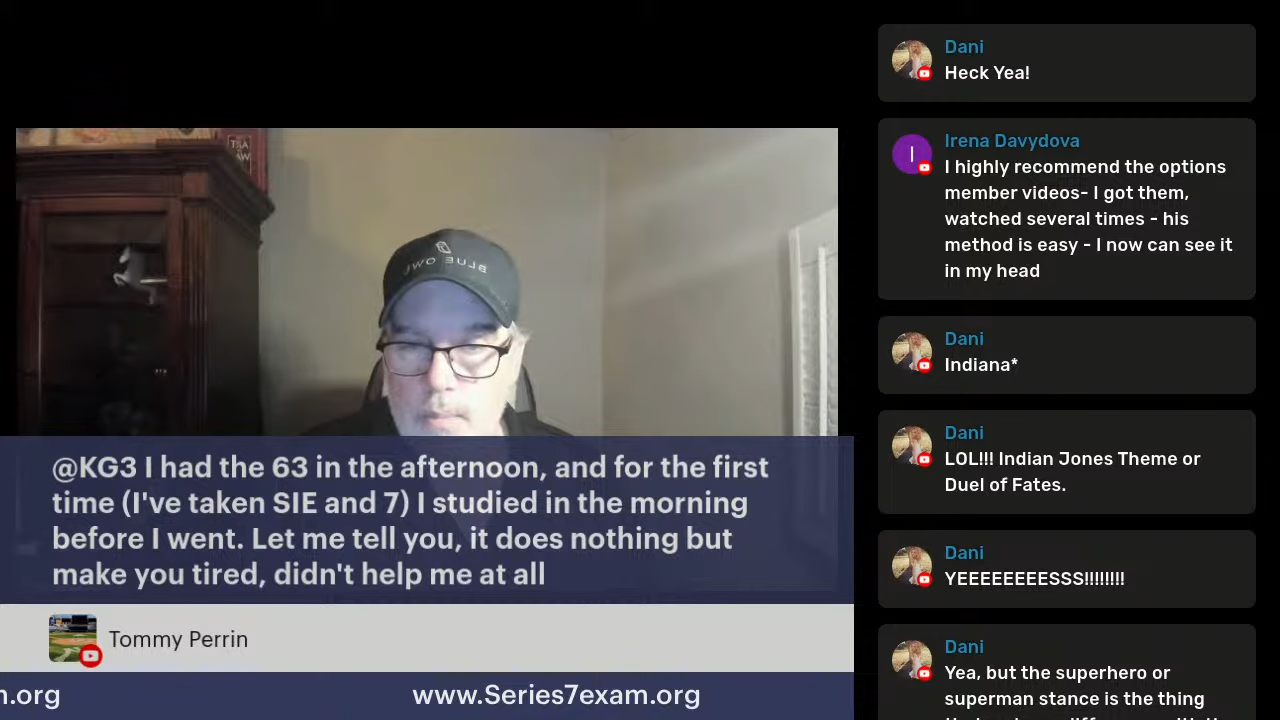 Dani
Heck Yea!
Irena Davydova
I highly recommend the options
member videos- I got them,
watched several times - his
method is easy - I now can see it
in my head
Dani
Indiana*
Dani
LOL!!! Indian Jones Theme or
Duel of Fates.
Dani
YEEEEEEEESSS!!!!!!!!
Dani
Yea, but the superhero or
superman stance is the thing
BLUE OWL
@KG3 I had the 63 in the afternoon, and for the first
time (I've taken SIE and 7) I studied in the morning
before I went. Let me tell you, it does nothing but
make you tired, didn't help me at all
Tommy Perrin
n.org
www.Series7exam.org
I